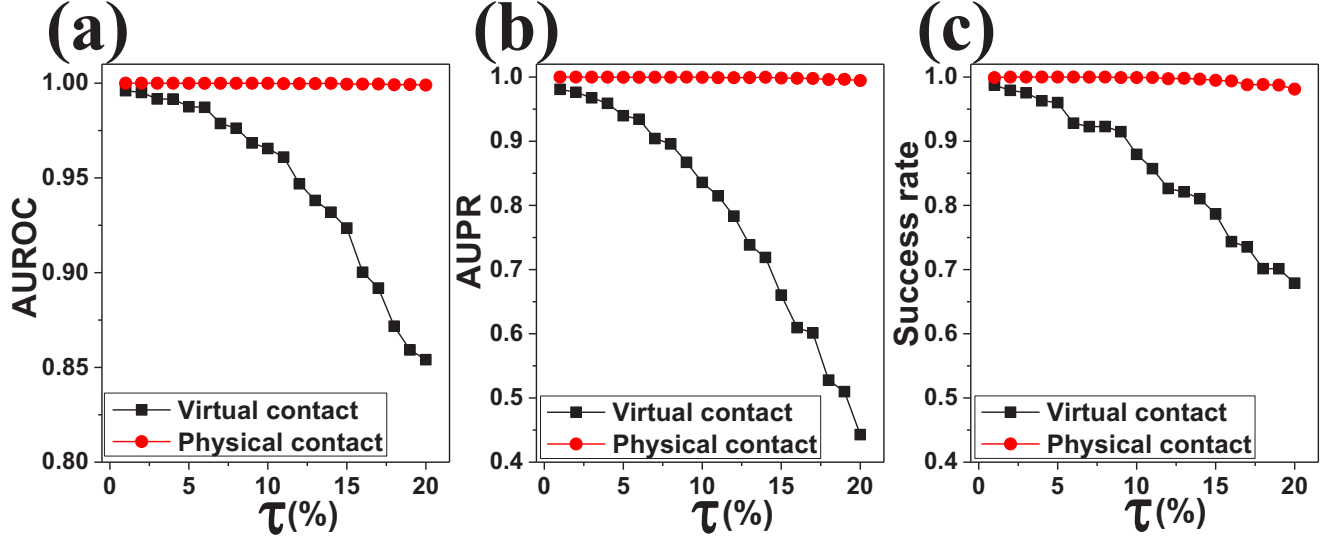 (a)
AUROC
1.00
0.95
0.90
0.85
0.80
Virtual contact
Physical contact
0 5 10 15 20
τ(%)
(b)
AUPR
1.0
0.9
0.8
0.7
0.6
0.5
0.4
Virtual contact
Physical contact
0 5 10 15 20
τ(%)
(c)
Success rate
1.0
0.9
0.8
0.7
0.6
0.5
0.4
Virtual contact
Physical contact
0 5 10 15 20
τ(%)